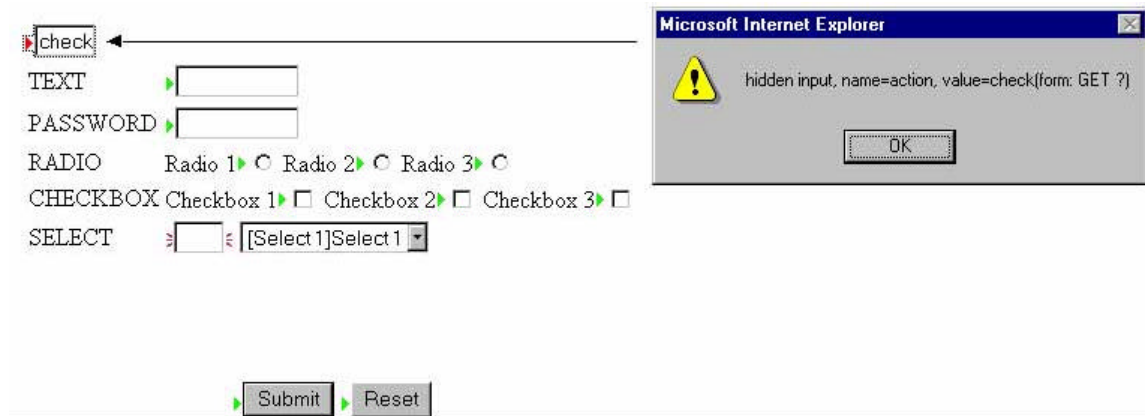 check
TEXT
PASSWORD
RADIO Radio 1 Radio 2 Radio 3
CHECKBOX Checkbox 1 Checkbox 2 Checkbox 3
SELECT [Select 1]Select 1
Submit Reset
Microsoft Internet Explorer
hidden input, name=action, value=check(form: GET ?)
OK